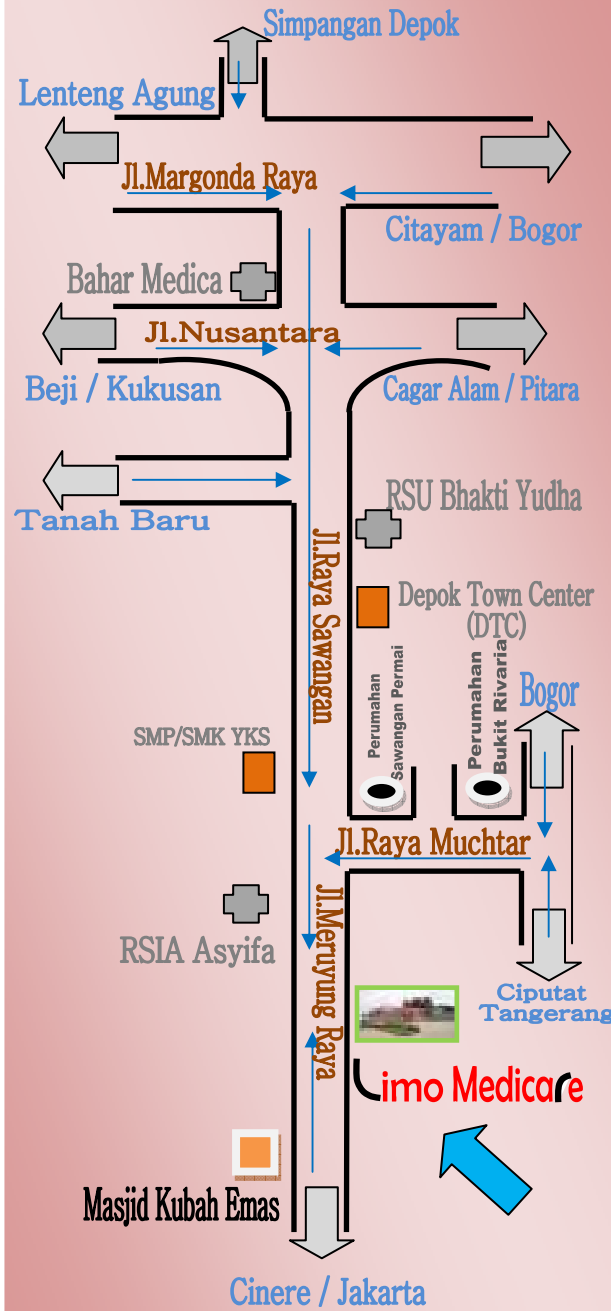 Simpangan Depok
Lenteng Agung
Jl.Margonda Raya
Citayam / Bogor
Bahar Medica
Jl.Nusantara
Beji / Kukusan
Cagar Alam / Pitara
RSU Bhakti Yudha
Tanah Baru
Jl.Raya Sawangan
Depok Town Center
(DTC)
Perumahan
Sawangan Permai
Perumahan
Bukit Rivaria
Bogor
SMP/SMK YKS
Jl.Raya Muchtar
Jl.Meruyung Raya
RSIA Asyifa
Ciputat
Tangerang
Limo Medicare
Masjid Kubah Emas
Cinere / Jakarta